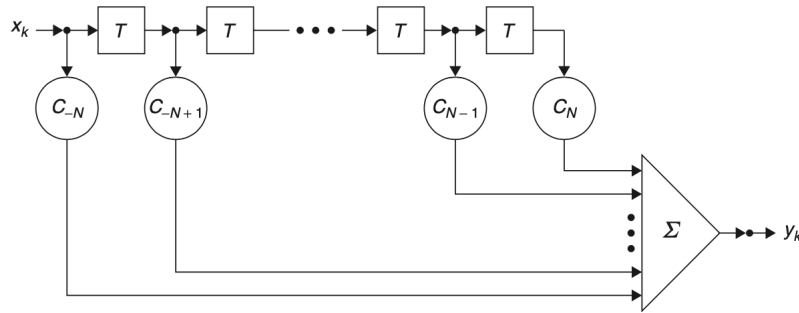 x_k T T • • • T T
C_{–N} C_{–N+1} C_{N–1} C_N
Σ y_k